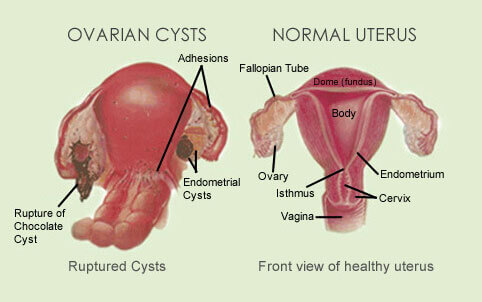 OVARIAN CYSTS
Adhesions
Endometrial
Cysts
Rupture of
Chocolate
Cyst
Ruptured Cysts
NORMAL UTERUS
Fallopian Tube
Dome (fundus)
Body
Ovary
Isthmus
Endometrium
Cervix
Vagina
Front view of healthy uterus